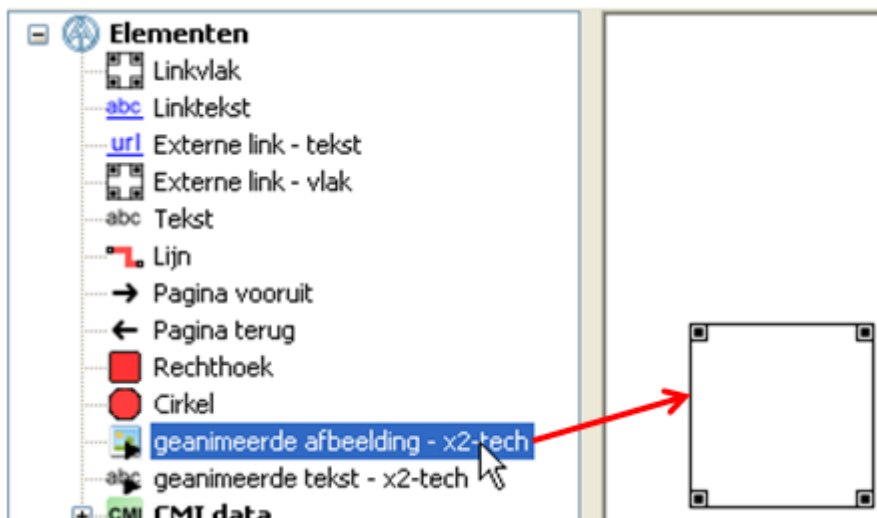 Elementen
Linkvlak
abc Linktekst
url Externe link - tekst
Externe link - vlak
abc Tekst
Lijn
Pagina vooruit
Pagina terug
Rechthoek
Cirkel
geanimeerde afbeelding - x2-tech
abc geanimeerde tekst - x2-tech
CMI CMI data